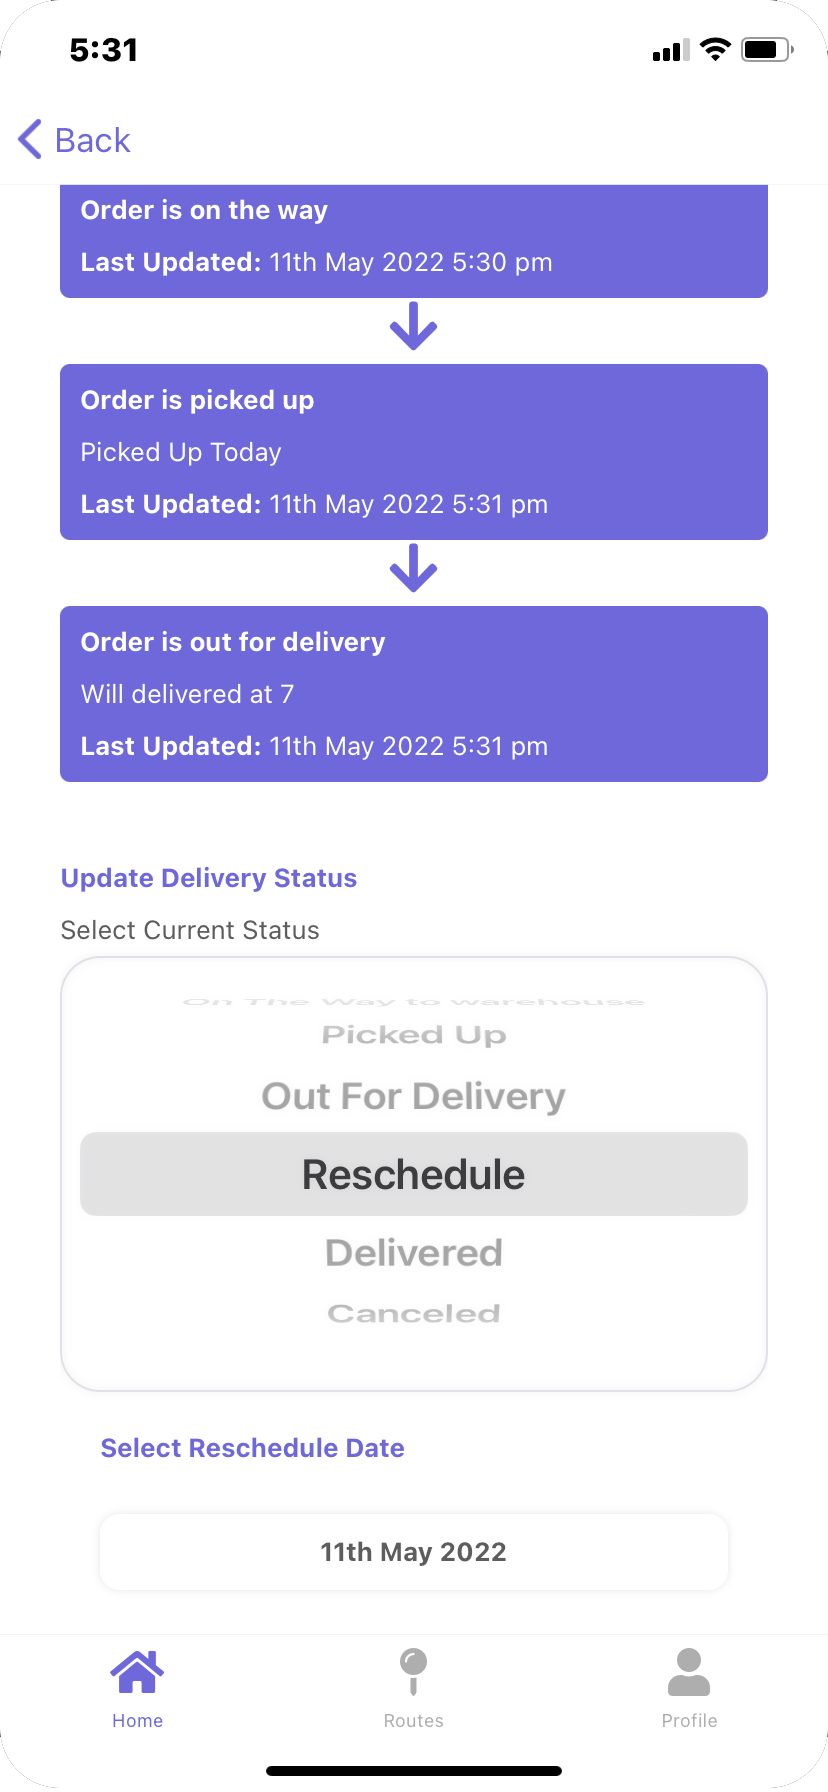 5:31
Back
Order is on the way
Last Updated: 11th May 2022 5:30 pm
Order is picked up
Picked Up Today
Last Updated: 11th May 2022 5:31 pm
Order is out for delivery
Will delivered at 7
Last Updated: 11th May 2022 5:31 pm
Update Delivery Status
Select Current Status
On The Way to warehouse
Picked Up
Out For Delivery
Reschedule
Delivered
Canceled
Select Reschedule Date
11th May 2022
Home
Routes
Profile